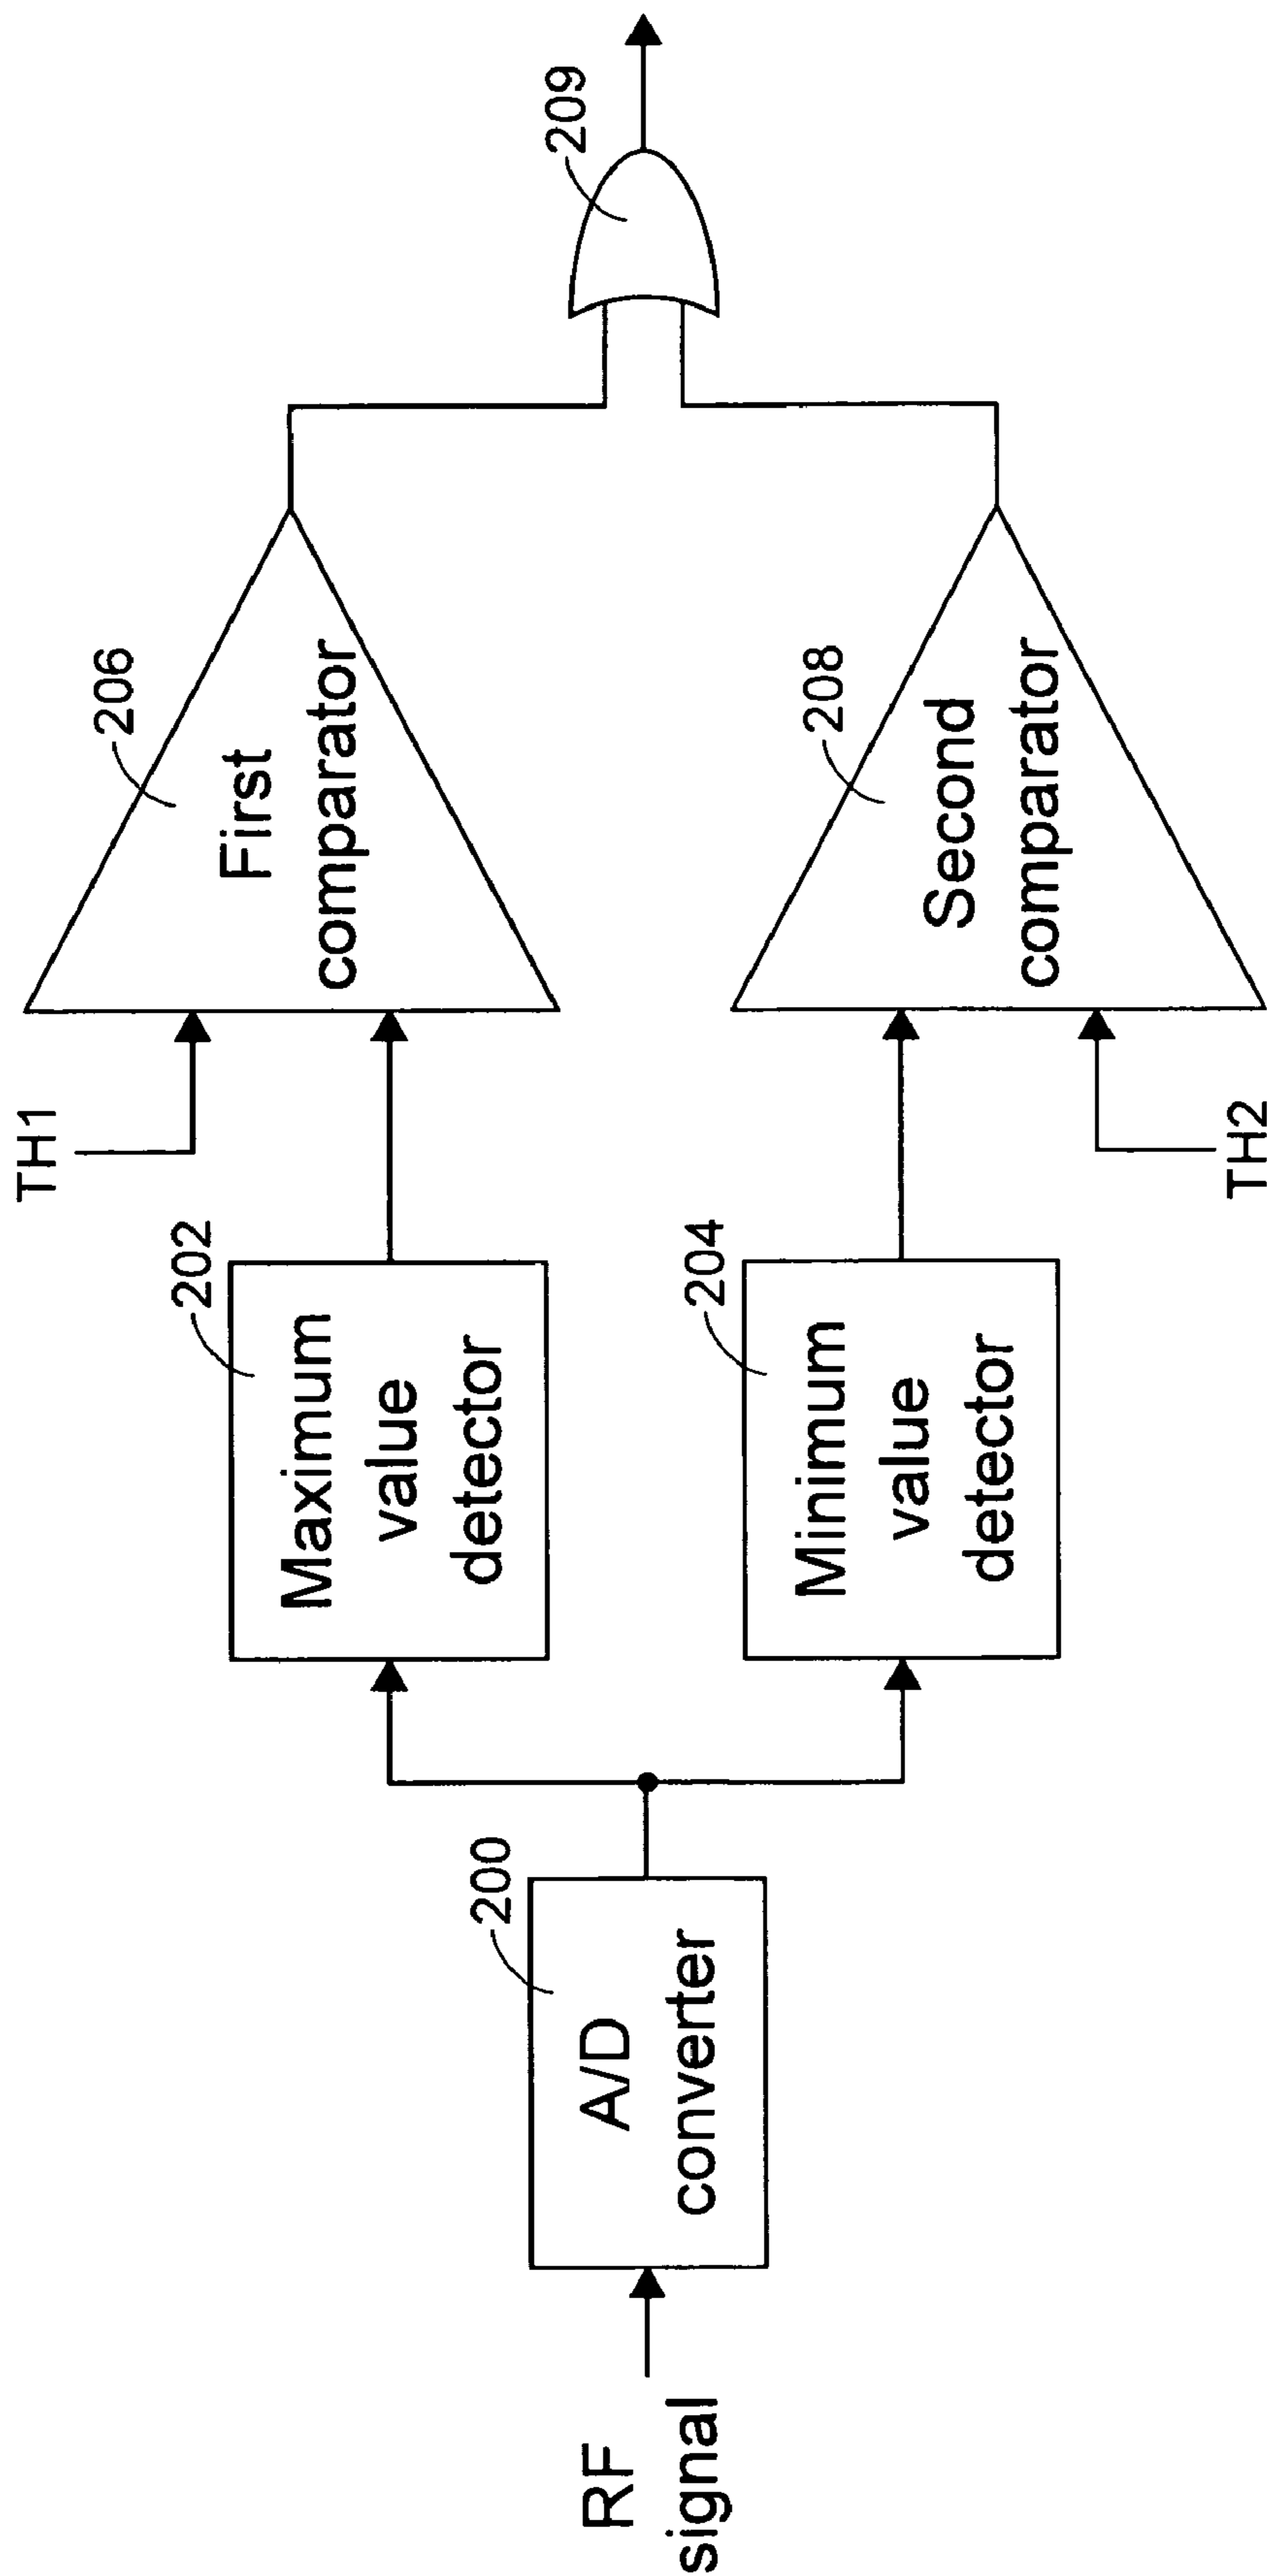 RF
signal
200
A/D
converter
202
Maximum
value
detector
204
Minimum
value
detector
TH1
TH2
206
First
comparator
208
Second
comparator
209